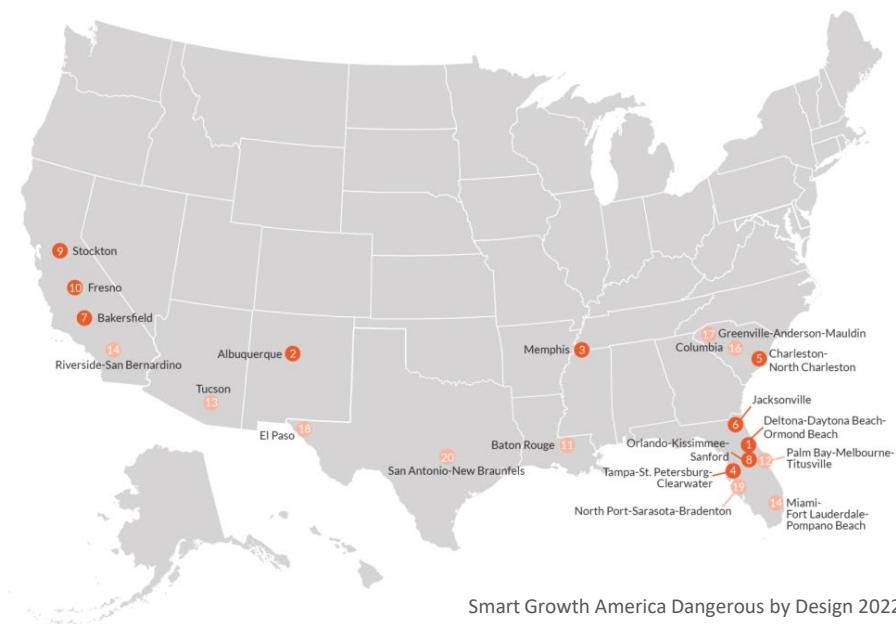 9 Stockton
10 Fresno
7 Bakersfield
14
Riverside-San Bernardino
Albuquerque 2
Tucson
13
El Paso 18
20
San Antonio-New Braunfels
Memphis 3
Baton Rouge 11
17 Greenville-Anderson-Mauldin
Columbia 16
5 Charleston-
North Charleston
Jacksonville
6
Deltona-Daytona Beach-
Ormond Beach
1
Orlando-Kissimmee-
Sanford
8
12 Palm Bay-Melbourne-
Titusville
Tampa-St. Petersburg-
Clearwater
4
19
North Port-Sarasota-Bradenton
14 Miami-
Fort Lauderdale-
Pompano Beach
Smart Growth America Dangerous by Design 2022